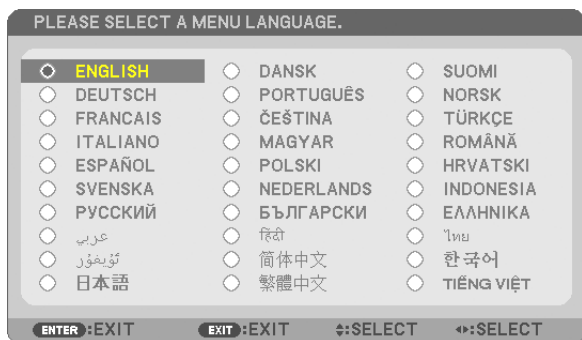 PLEASE SELECT A MENU LANGUAGE.
ENGLISH DANSK SUOMI
DEUTSCH PORTUGUÊS NORSK
FRANCAIS ČEŠTINA TÜRKÇE
ITALIANO MAGYAR ROMÂNĂ
ESPAÑOL POLSKI HRVATSKI
SVENSKA NEDERLANDS INDONESIA
РУССКИЙ БЪЛГАРСКИ ΕΛΛΗΝΙΚΑ
عربي हिंदी ไทย
ئۇيغۇر 简体中文 한국어
日本語 繁體中文 TIẾNG VIỆT
ENTER :EXIT EXIT :EXIT :SELECT :SELECT